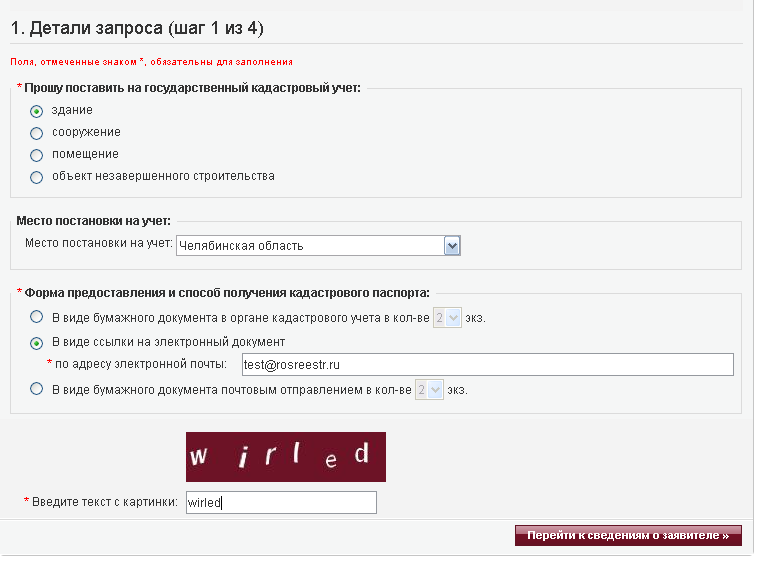 1. Детали запроса (шаг 1 из 4)
Поля, отмеченные знаком *, обязательны для заполнения
* Прошу поставить на государственный кадастровый учет:
здание
сооружение
помещение
объект незавершенного строительства
Место постановки на учет:
Место постановки на учет: Челябинская область
* Форма предоставления и способ получения кадастрового паспорта:
В виде бумажного документа в органе кадастрового учета в кол-ве 2 экз.
В виде ссылки на электронный документ
* по адресу электронной почты: test@rosreestr.ru
В виде бумажного документа почтовым отправлением в кол-ве 2 экз.
wirled
* Введите текст с картинки: wirled
Перейти к сведениям о заявителе »